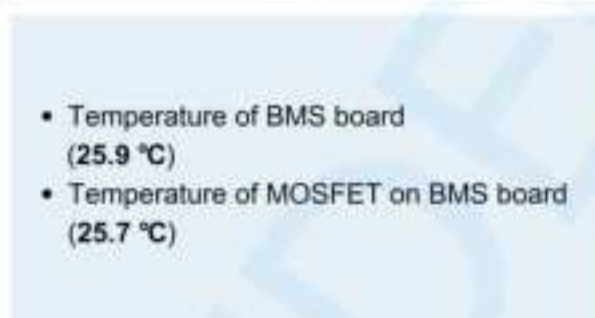 • Temperature of BMS board
(25.9 °C)
• Temperature of MOSFET on BMS board
(25.7 °C)